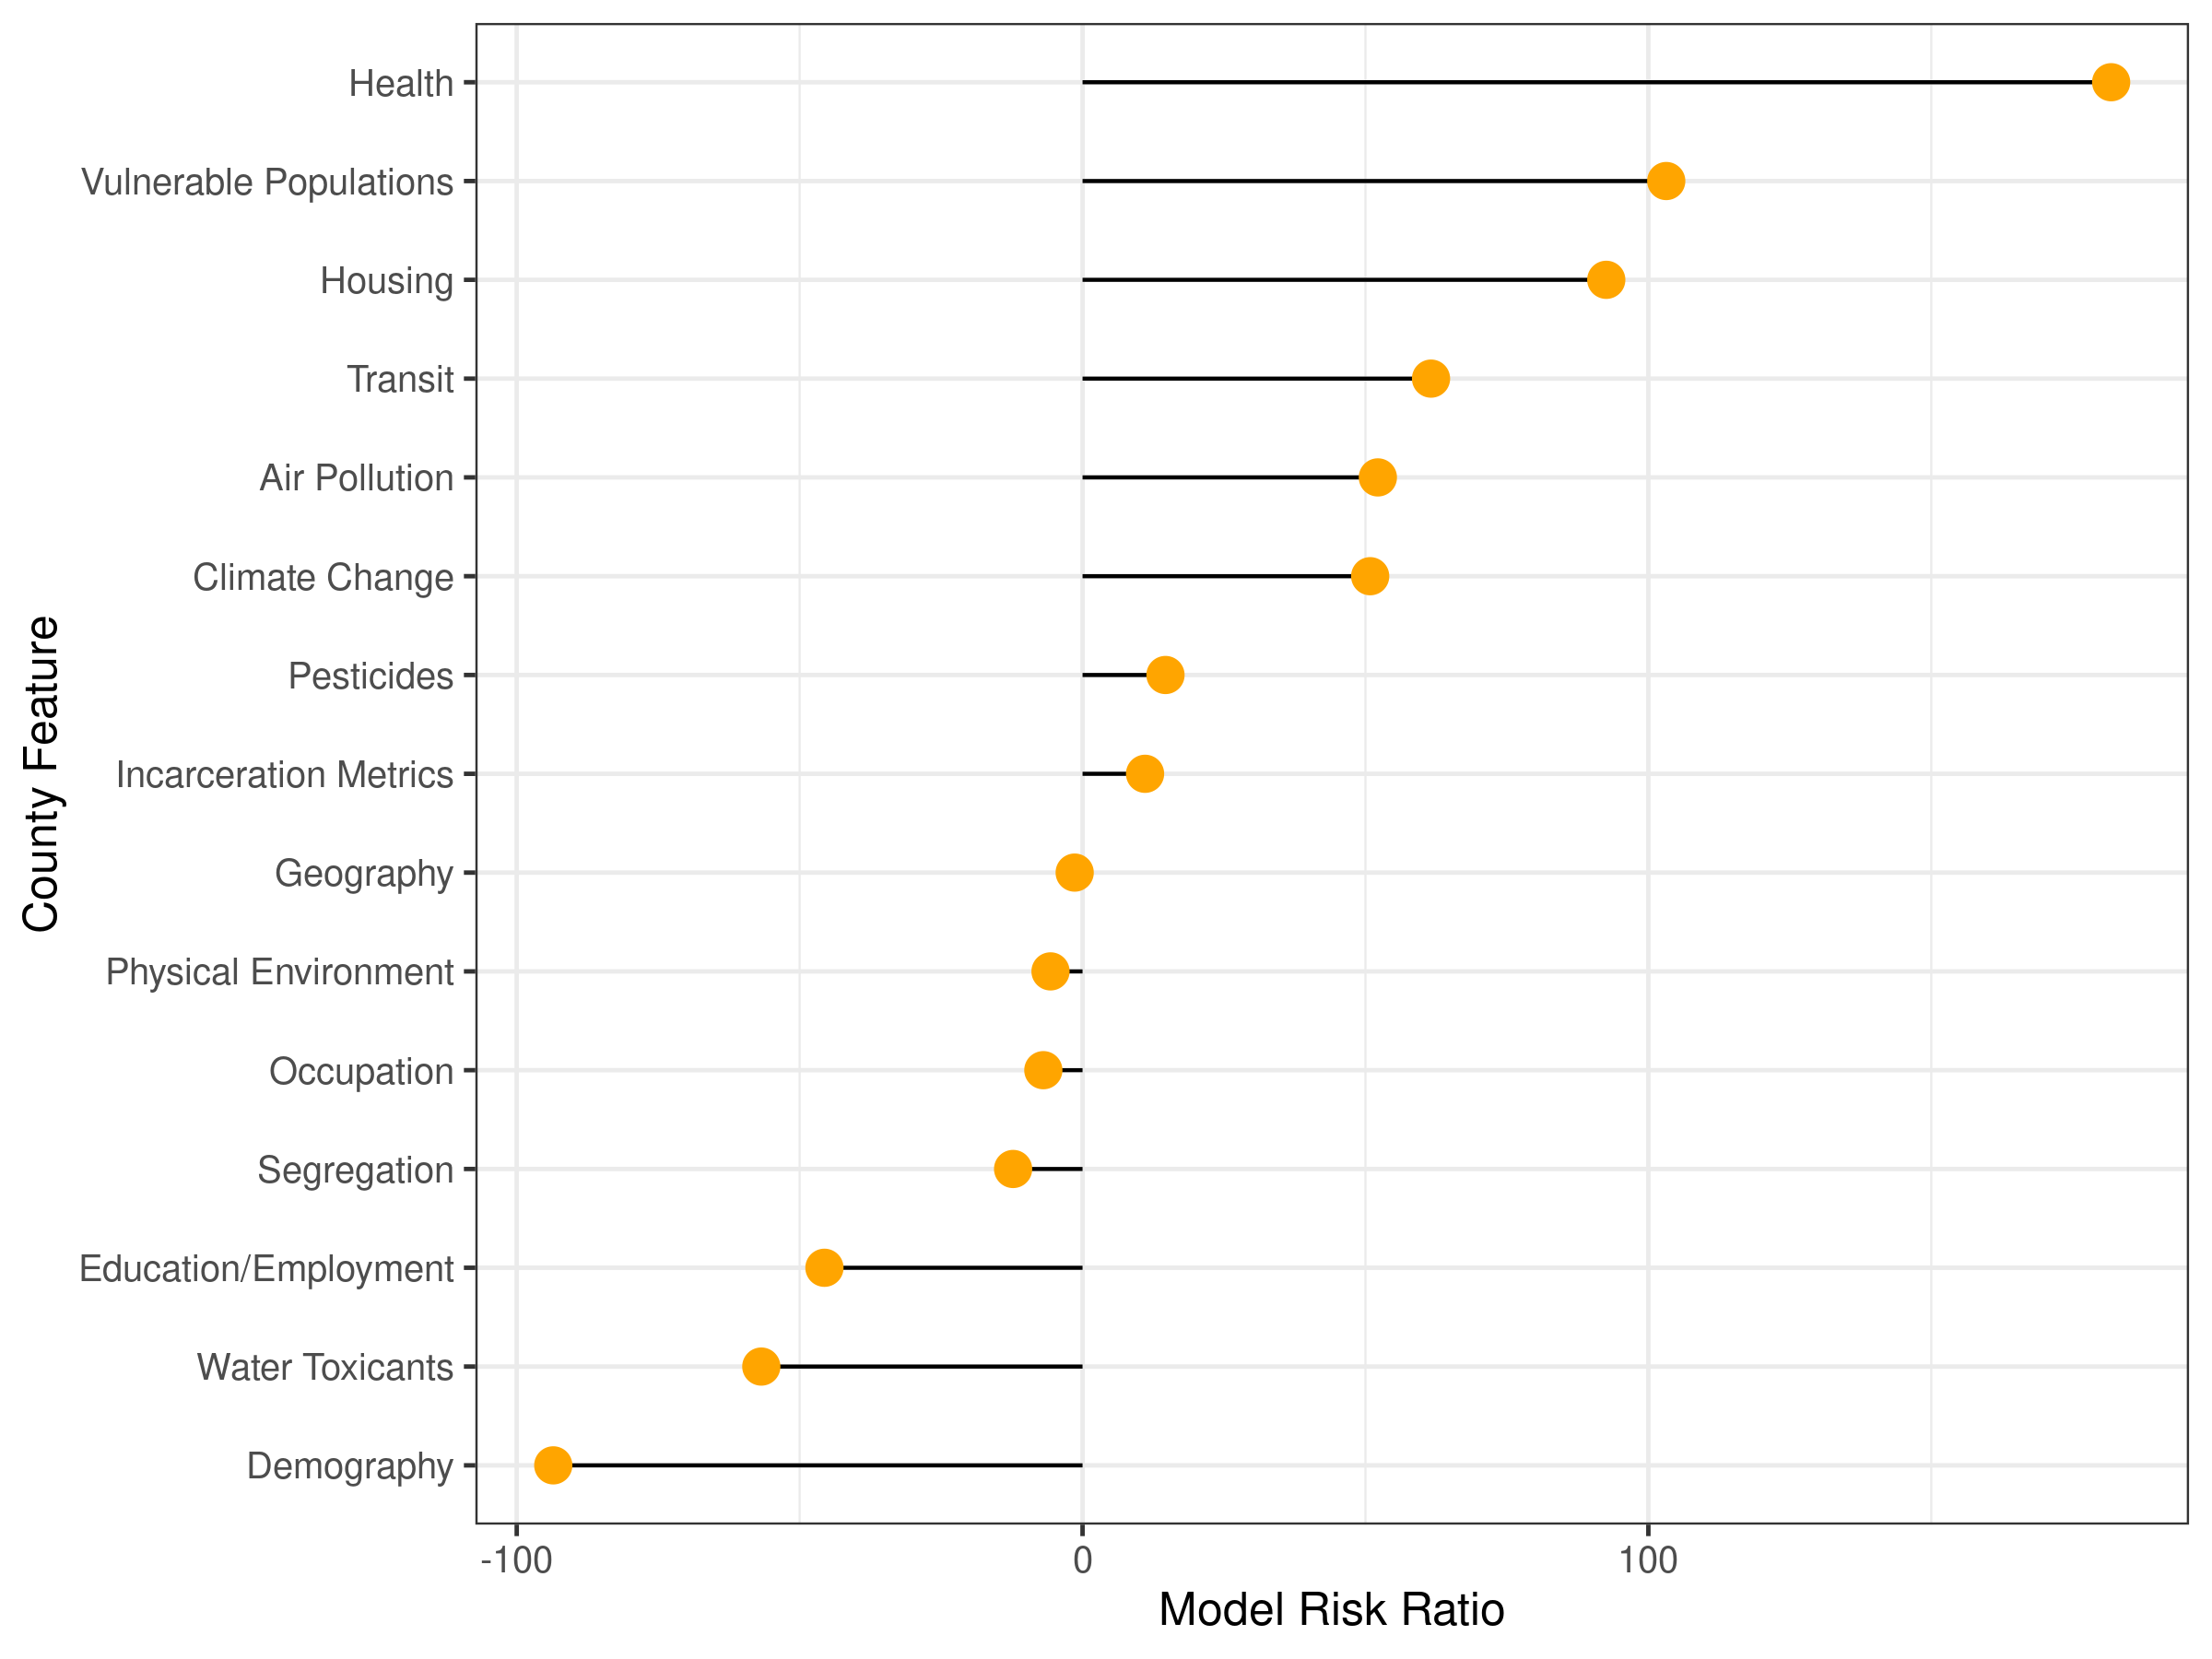 Health
Vulnerable Populations
Housing
Transit
Air Pollution
Climate Change
Pesticides
Incarceration Metrics
Geography
Physical Environment
Occupation
Segregation
Education/Employment
Water Toxicants
Demography
County Feature
-100 0 100
Model Risk Ratio